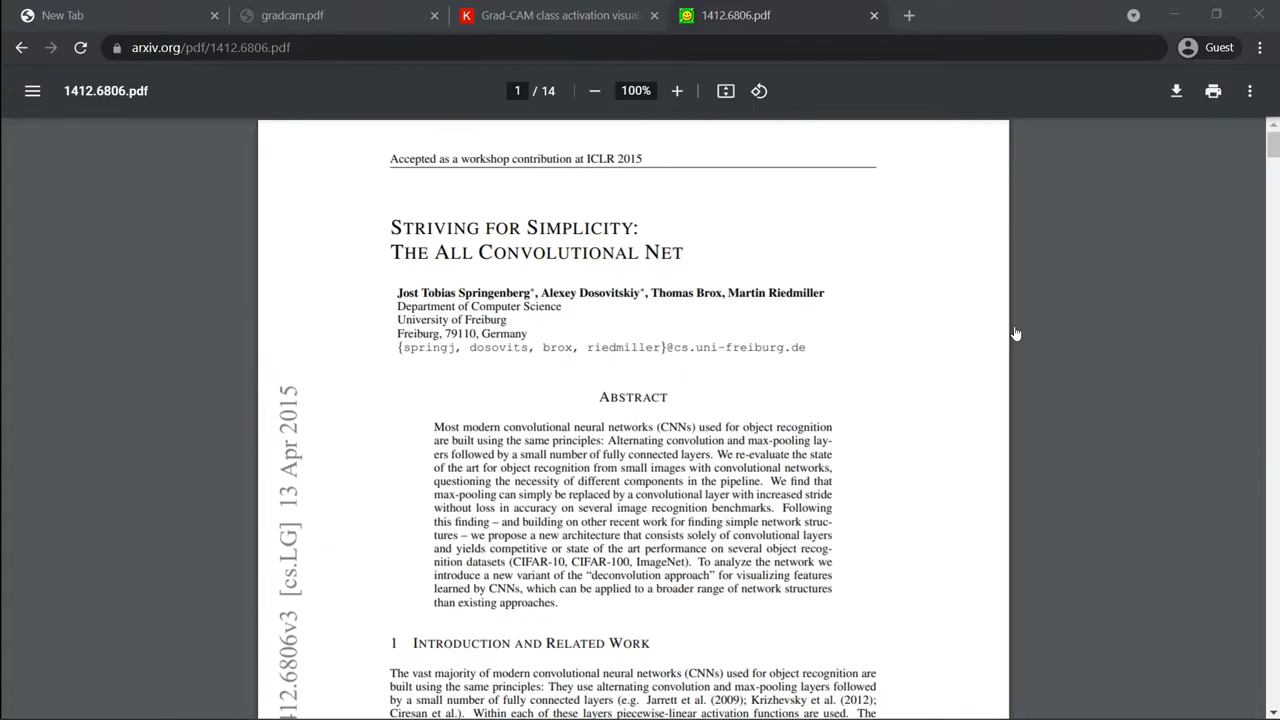 New Tab
gradcam.pdf
Grad-CAM class activation visual
1412.6806.pdf
arxiv.org/pdf/1412.6806.pdf
Guest
1412.6806.pdf
1 / 14
100%
Accepted as a workshop contribution at ICLR 2015
STRIVING FOR SIMPLICITY:
THE ALL CONVOLUTIONAL NET
Jost Tobias Springenberg*, Alexey Dosovitskiy*, Thomas Brox, Martin Riedmiller
Department of Computer Science
University of Freiburg
Freiburg, 79110, Germany
{springj, dosovits, brox, riedmiller}@cs.uni-freiburg.de
ABSTRACT
Most modern convolutional neural networks (CNNs) used for object recognition
are built using the same principles: Alternating convolution and max-pooling lay-
ers followed by a small number of fully connected layers. We re-evaluate the state
of the art for object recognition from small images with convolutional networks,
questioning the necessity of different components in the pipeline. We find that
max-pooling can simply be replaced by a convolutional layer with increased stride
without loss in accuracy on several image recognition benchmarks. Following
this finding – and building on other recent work for finding simple network struc-
tures – we propose a new architecture that consists solely of convolutional layers
and yields competitive or state of the art performance on several object recog-
nition datasets (CIFAR-10, CIFAR-100, ImageNet). To analyze the network we
introduce a new variant of the “deconvolution approach” for visualizing features
learned by CNNs, which can be applied to a broader range of network structures
than existing approaches.
1 INTRODUCTION AND RELATED WORK
The vast majority of modern convolutional neural networks (CNNs) used for object recognition are
built using the same principles: They use alternating convolution and max-pooling layers followed
by a small number of fully connected layers (e.g. Jarrett et al. (2009); Krizhevsky et al. (2012);
Ciresan et al.). Within each of these layers piecewise-linear activation functions are used. The
412.6806v3 [cs.LG] 13 Apr 2015